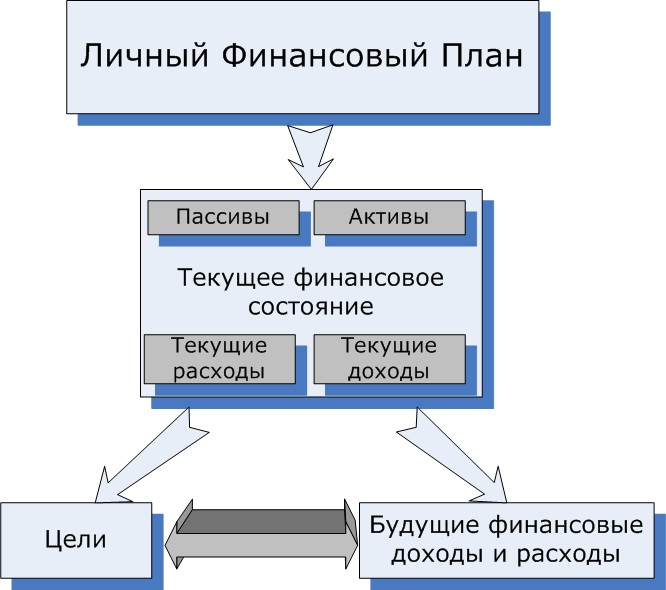 Личный Финансовый План
Пассивы
Активы
Текущее финансовое
состояние
Текущие
расходы
Текущие
доходы
Цели
Будущие финансовые
доходы и расходы